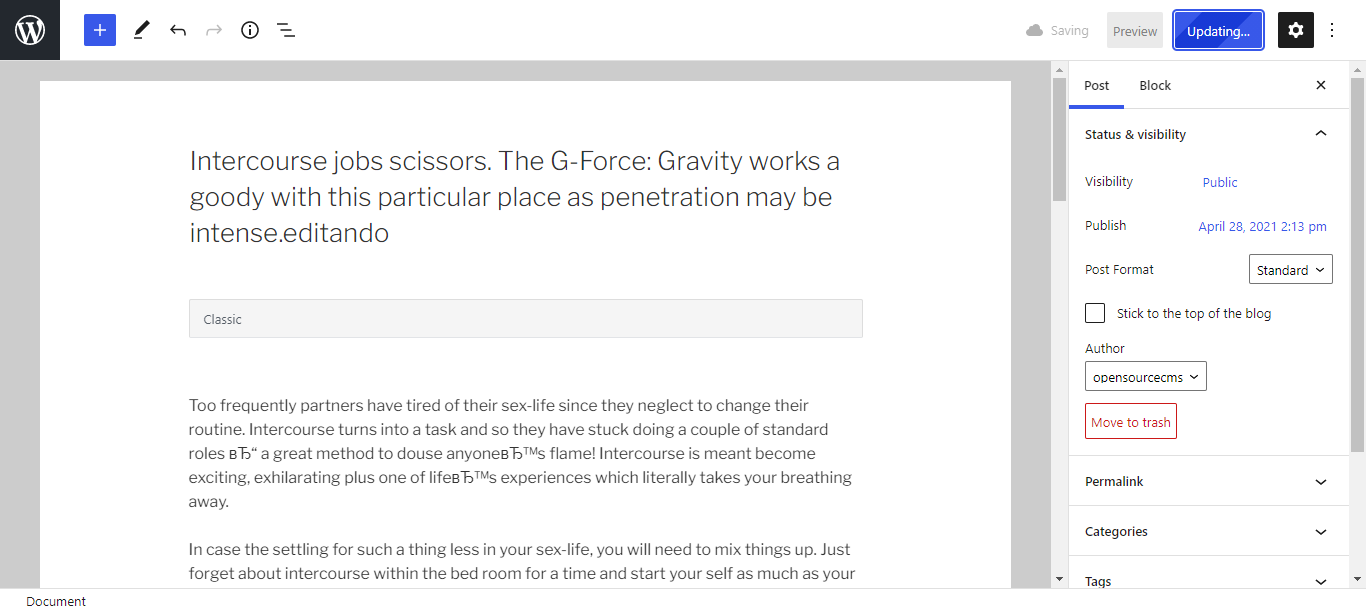 Saving
Preview
Updating...
Post
Block
Status & visibility
Visibility
Public
Publish
April 28, 2021 2:13 pm
Post Format
Standard
Stick to the top of the blog
Author
opensourcecms
Move to trash
Permalink
Categories
Tags
Intercourse jobs scissors. The G-Force: Gravity works a
goody with this particular place as penetration may be
intense.editando
Classic
Too frequently partners have tired of their sex-life since they neglect to change their
routine. Intercourse turns into a task and so they have stuck doing a couple of standard
roles вЂ“ a great method to douse anyoneвЂ™s flame! Intercourse is meant become
exciting, exhilarating plus one of lifeвЂ™s experiences which literally takes your breathing
away.
In case the settling for such a thing less in your sex-life, you will need to mix things up. Just
forget about intercourse within the bed room for a time and start your self as much as your
Document